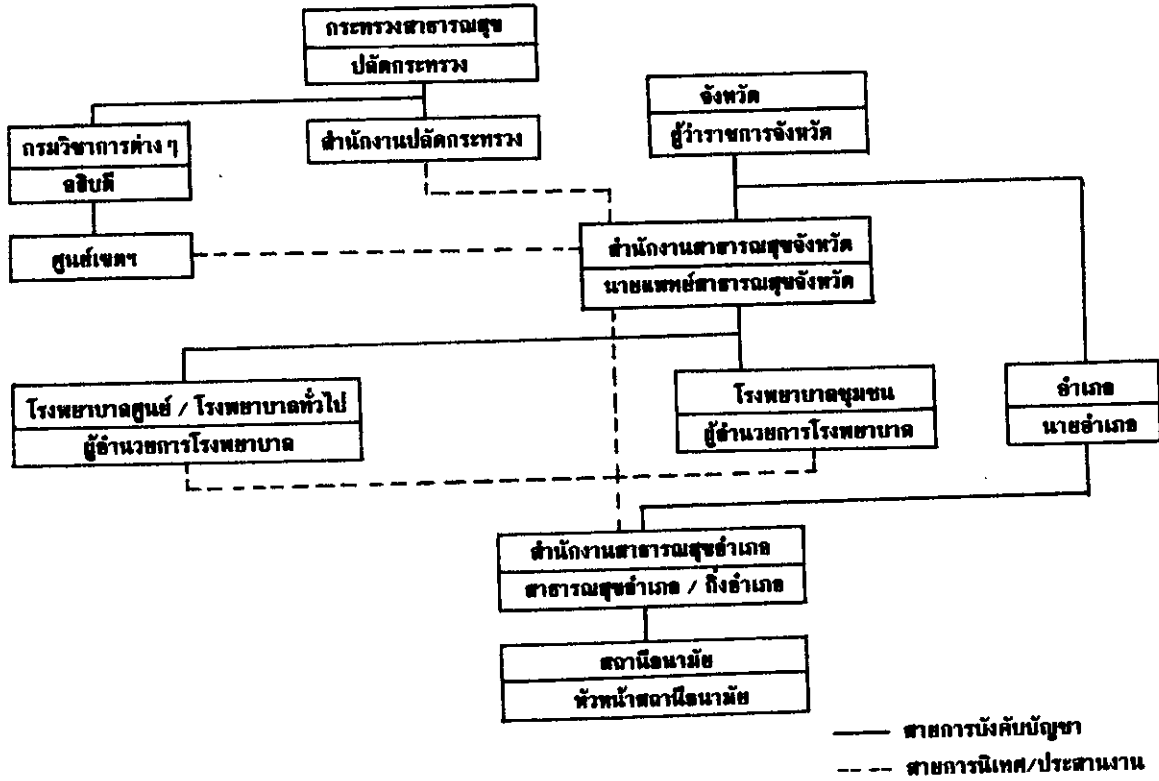 กระทรวงสาธารณสุข
ปลัดกระทรวง
จังหวัด
ผู้ว่าราชการจังหวัด
กรมวิชาการต่าง ๆ
อธิบดี
สำนักงานปลัดกระทรวง
ศูนย์เขตฯ
สำนักงานสาธารณสุขจังหวัด
นายแพทย์สาธารณสุขจังหวัด
โรงพยาบาลศูนย์ / โรงพยาบาลทั่วไป
ผู้อำนวยการโรงพยาบาล
โรงพยาบาลชุมชน
ผู้อำนวยการโรงพยาบาล
อำเภอ
นายอำเภอ
สำนักงานสาธารณสุขอำเภอ
สาธารณสุขอำเภอ / กิ่งอำเภอ
สถานีอนามัย
หัวหน้าสถานีอนามัย
สายการบังคับบัญชา
สายการนิเทศ/ประสานงาน